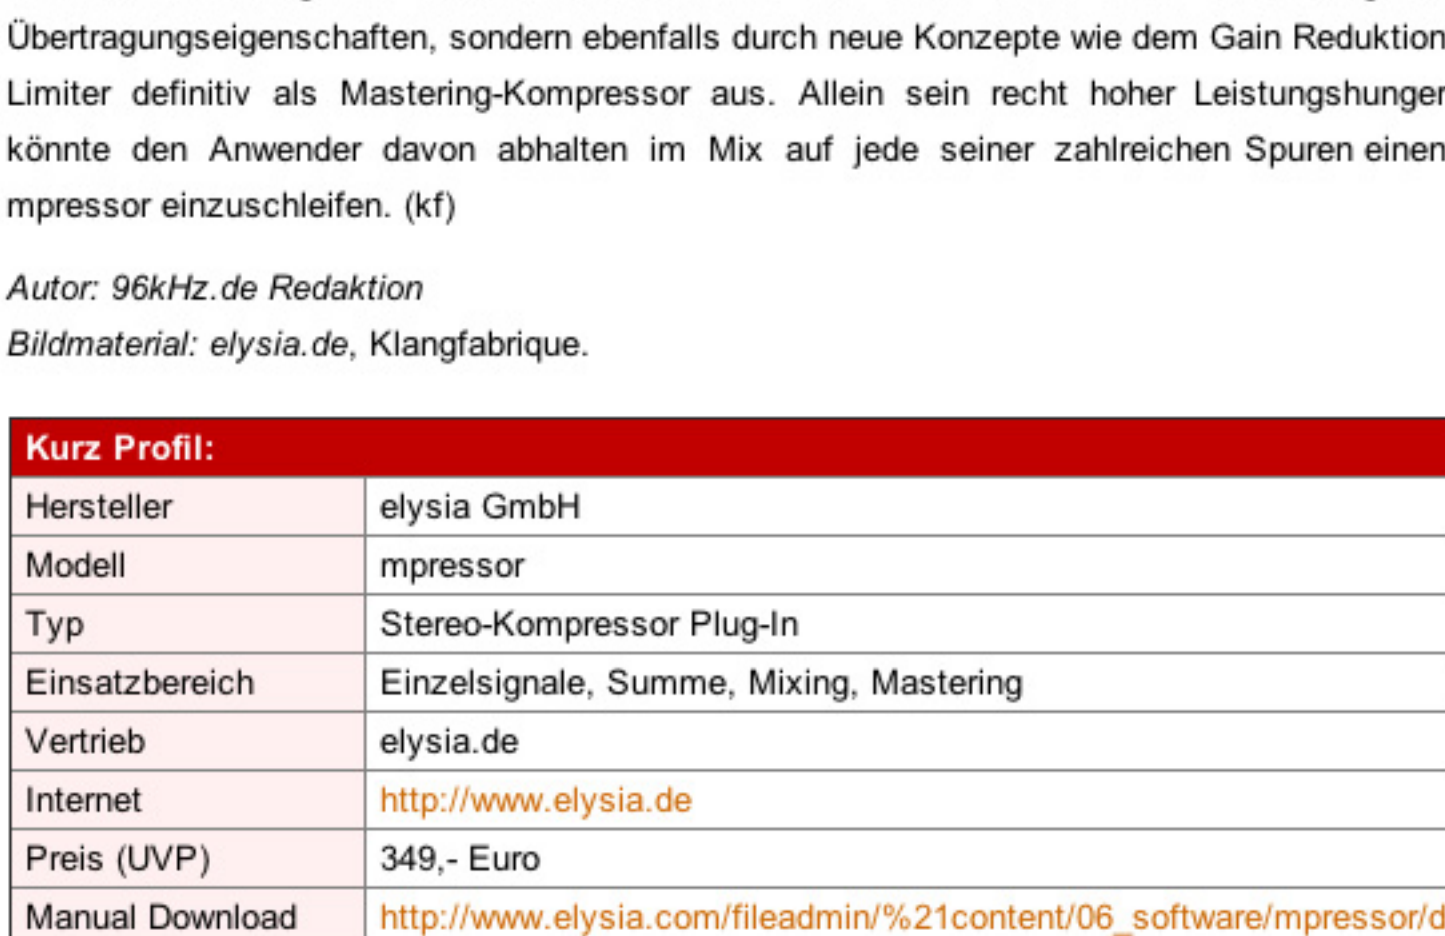 Übertragungseigenschaften, sondern ebenfalls durch neue Konzepte wie dem Gain Reduktion
Limiter definitiv als Mastering-Kompressor aus. Allein sein recht hoher Leistungshunger
könnte den Anwender davon abhalten im Mix auf jede seiner zahlreichen Spuren einen
mpressor einzuschleifen. (kf)
Autor: 96kHz.de Redaktion
Bildmaterial: elysia.de, Klangfabrique.
Kurz Profil:
Hersteller elysia GmbH
Modell mpressor
Typ Stereo-Kompressor Plug-In
Einsatzbereich Einzelsignale, Summe, Mixing, Mastering
Vertrieb elysia.de
Internet http://www.elysia.de
Preis (UVP) 349,- Euro
Manual Download http://www.elysia.com/fileadmin/%21content/06_software/mpressor/d